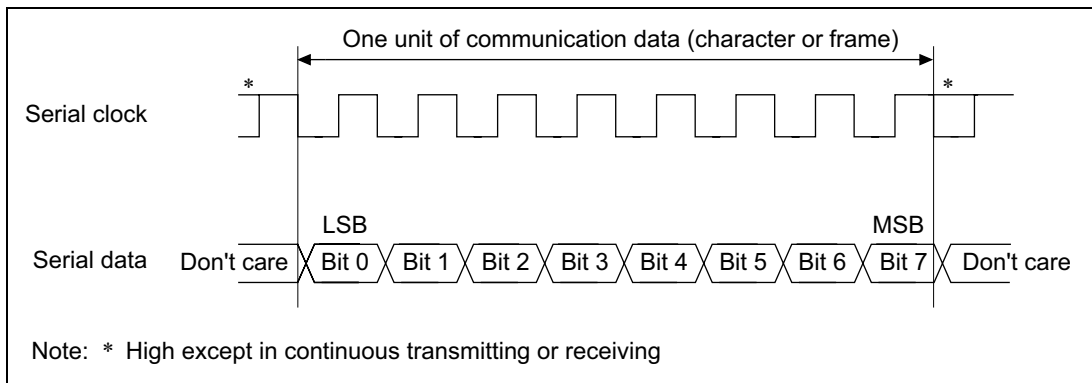 One unit of communication data (character or frame)
* *
Serial clock
LSB MSB
Serial data Don't care Bit 0 Bit 1 Bit 2 Bit 3 Bit 4 Bit 5 Bit 6 Bit 7 Don't care
Note: * High except in continuous transmitting or receiving